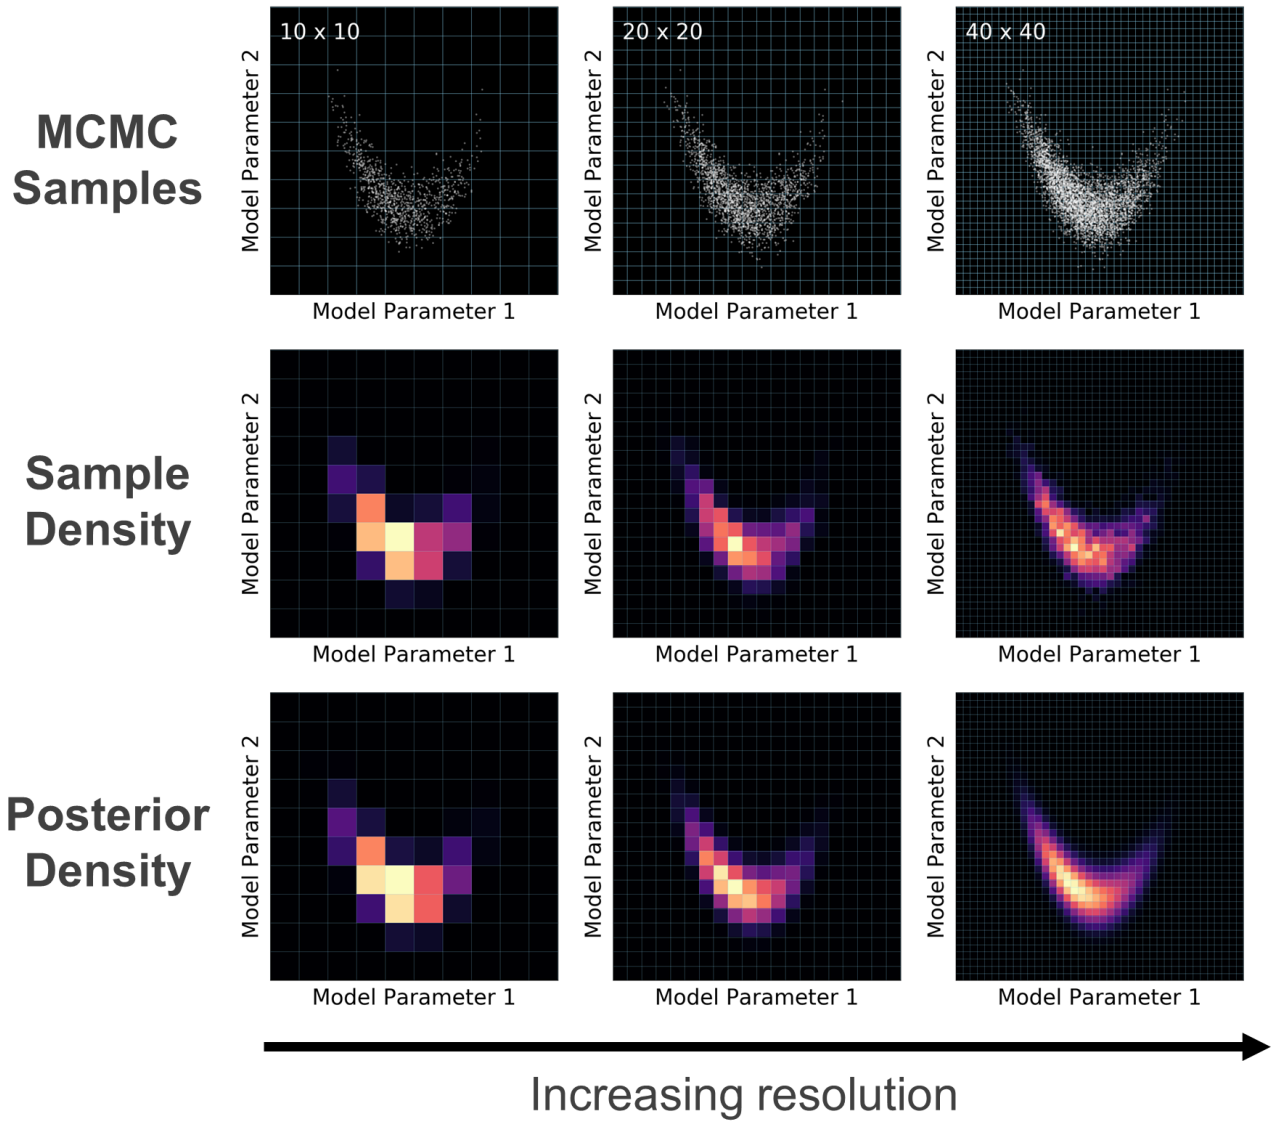 10 x 10
20 x 20
40 x 40
MCMC
Samples
Model Parameter 2
Model Parameter 2
Model Parameter 2
Model Parameter 1
Model Parameter 1
Model Parameter 1
Sample
Density
Model Parameter 2
Model Parameter 2
Model Parameter 2
Model Parameter 1
Model Parameter 1
Model Parameter 1
Posterior
Density
Model Parameter 2
Model Parameter 2
Model Parameter 2
Model Parameter 1
Model Parameter 1
Model Parameter 1
Increasing resolution